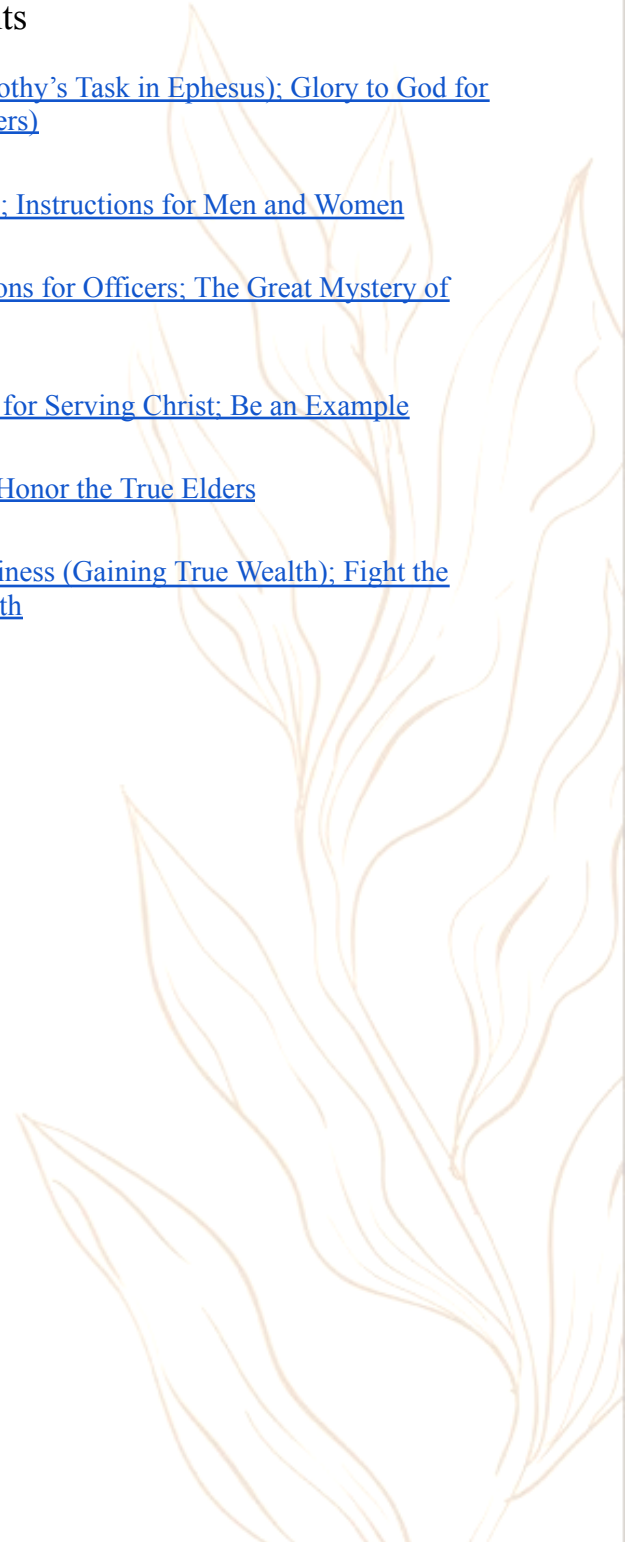 its
othy’s Task in Ephesus); Glory to God for
ers)
; Instructions for Men and Women
ons for Officers; The Great Mystery of
for Serving Christ; Be an Example
Honor the True Elders
iness (Gaining True Wealth); Fight the
th